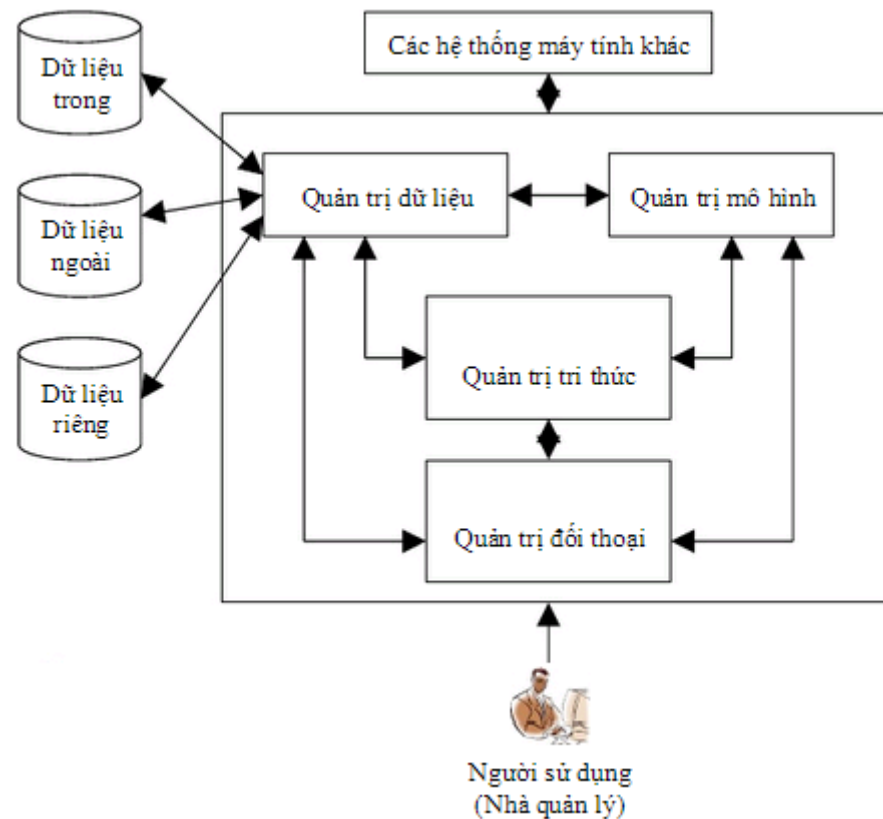 Dữ liệu
trong
Các hệ thống máy tính khác
Dữ liệu
ngoài
Quản trị dữ liệu
Quản trị mô hình
Dữ liệu
riêng
Quản trị tri thức
Quản trị đối thoại
Người sử dụng
(Nhà quản lý)